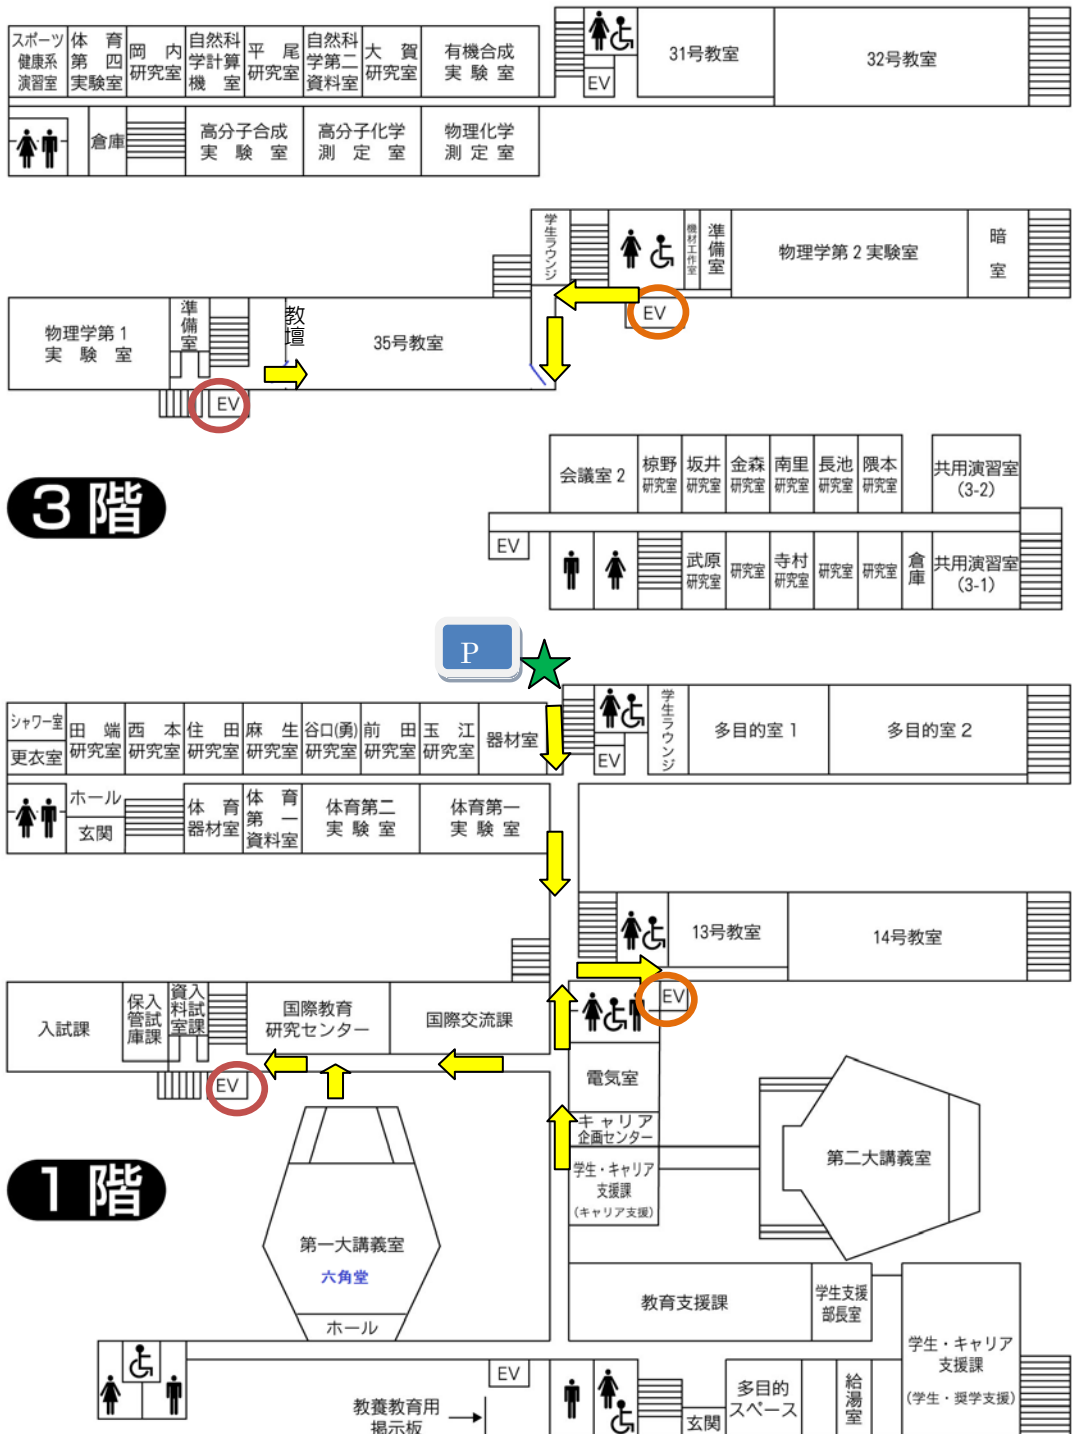 スポーツ
健康系
演習室
体育
第四
実験室
岡内
研究室
自然科
学計算
機室
平尾
研究室
自然科
学第二
資料室
大賀
研究室
有機合成
実験室
EV
31号教室
32号教室
倉庫
高分子合成
実験室
高分子化学
測定室
物理化学
測定室
学生ラウンジ
機材工作室
準備室
物理学第2実験室
暗室
EV
物理学第1
実験室
準備室
教壇
35号教室
EV
3階
会議室2
椋野
研究室
坂井
研究室
金森
研究室
南里
研究室
長池
研究室
隈本
研究室
共用演習室
(3-2)
EV
武原
研究室
研究室
寺村
研究室
研究室
研究室
倉庫
共用演習室
(3-1)
P
シャワー室
更衣室
田端
研究室
西本
研究室
住田
研究室
麻生
研究室
谷口(勇)
研究室
前田
研究室
玉江
研究室
器材室
EV
学生ラウンジ
多目的室1
多目的室2
ホール
玄関
体育
器材室
体育
第一
資料室
体育第二
実験室
体育第一
実験室
13号教室
14号教室
EV
入試課
入試課
保管庫
入試課
資料室
国際教育
研究センター
国際交流課
EV
電気室
キャリア
企画センター
学生・キャリア
支援課
(キャリア支援)
第二大講義室
1階
第一大講義室
六角堂
ホール
教育支援課
学生支援
部長室
学生・キャリア
支援課
(学生・奨学支援)
EV
教養教育用
掲示板
玄関
多目的
スペース
給湯室